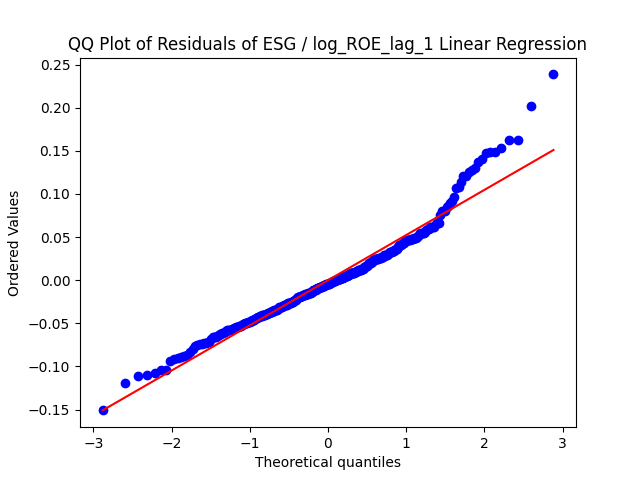 QQ Plot of Residuals of ESG / log_ROE_lag_1 Linear Regression
0.25
0.20
0.15
0.10
0.05
0.00
−0.05
−0.10
−0.15
Ordered Values
−3 −2 −1 0 1 2 3
Theoretical quantiles